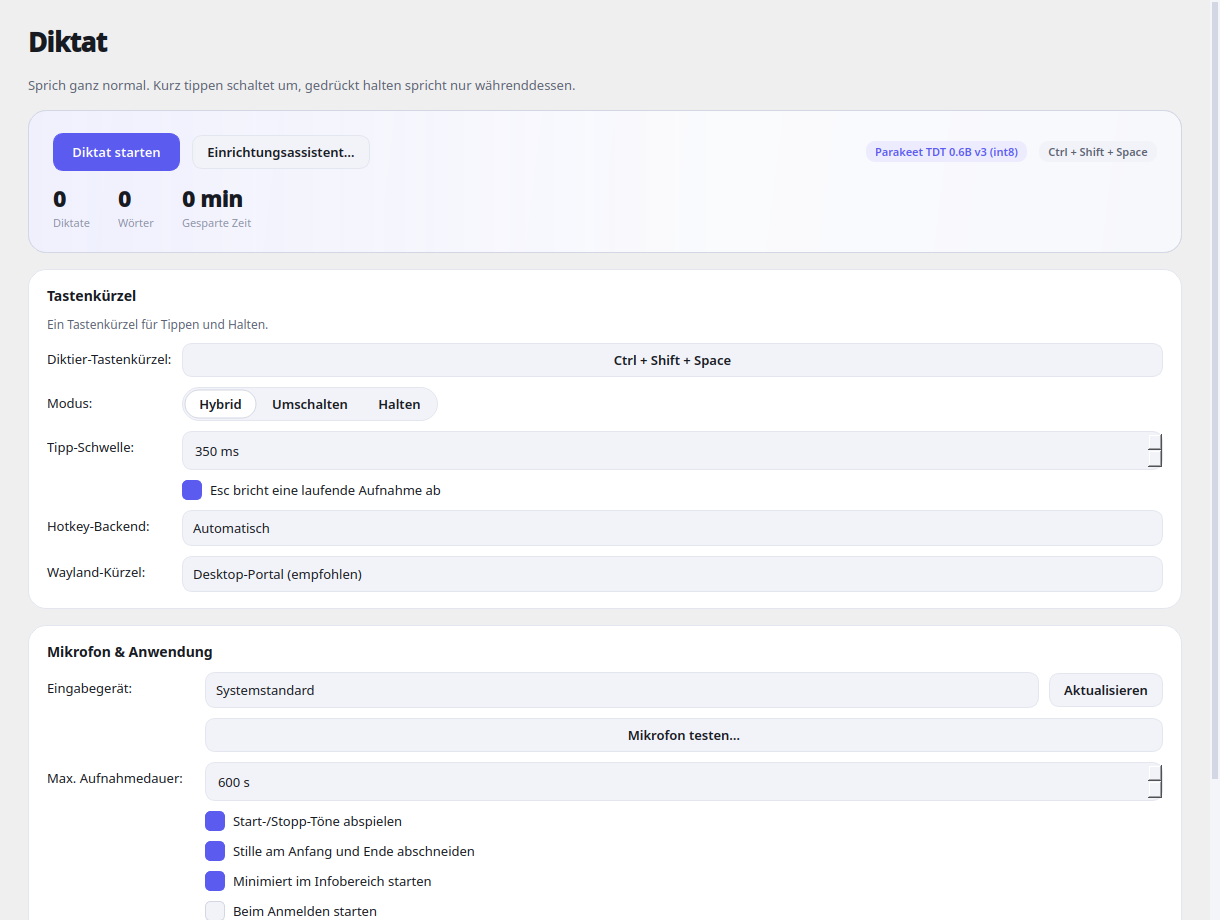 Diktat
Sprich ganz normal. Kurz tippen schaltet um, gedrückt halten spricht nur währenddessen.
Diktat starten
Einrichtungsassistent...
Parakeet TDT 0.6B v3 (int8)
Ctrl + Shift + Space
0
0
0 min
Diktate
Wörter
Gesparte Zeit
Tastenkürzel
Ein Tastenkürzel für Tippen und Halten.
Diktier-Tastenkürzel:
Ctrl + Shift + Space
Modus:
Hybrid
Umschalten
Halten
Tipp-Schwelle:
350 ms
Esc bricht eine laufende Aufnahme ab
Hotkey-Backend:
Automatisch
Wayland-Kürzel:
Desktop-Portal (empfohlen)
Mikrofon & Anwendung
Eingabegerät:
Systemstandard
Aktualisieren
Mikrofon testen...
Max. Aufnahmedauer:
600 s
Start-/Stopp-Töne abspielen
Stille am Anfang und Ende abschneiden
Minimiert im Infobereich starten
Beim Anmelden starten